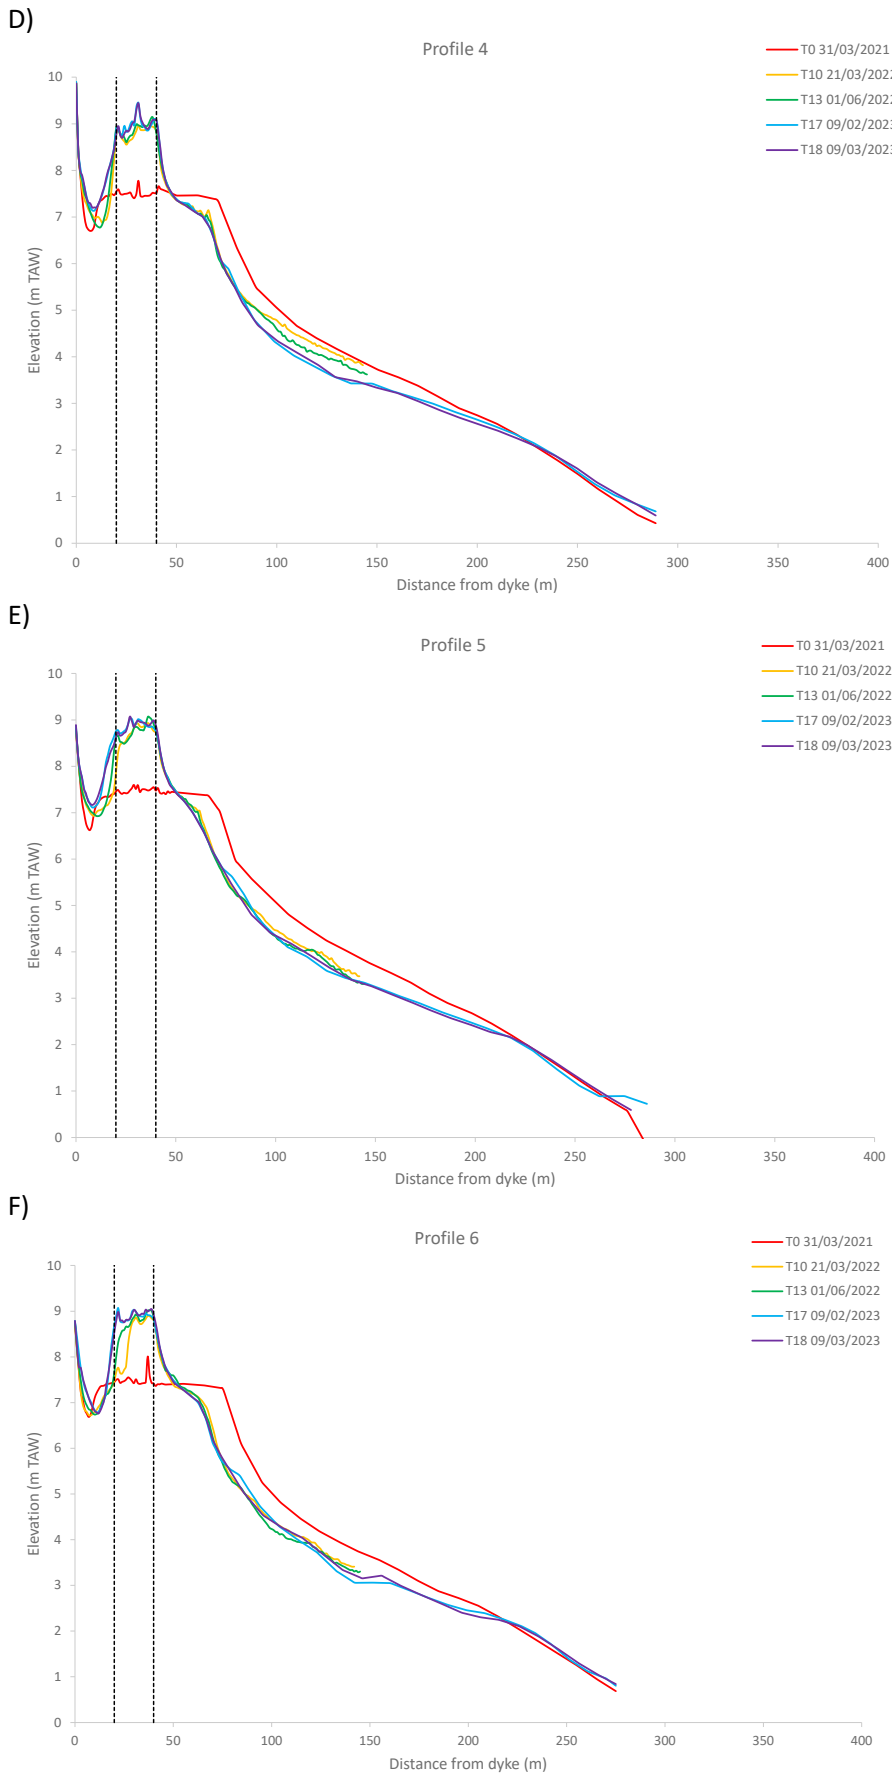 D)
Profile 4
T0 31/03/2021
T10 21/03/2022
T13 01/06/2022
T17 09/02/2023
T18 09/03/2023
Elevation (m TAW)
10
9
8
7
6
5
4
3
2
1
0
0 50 100 150 200 250 300 350 400
Distance from dyke (m)
E)
Profile 5
T0 31/03/2021
T10 21/03/2022
T13 01/06/2022
T17 09/02/2023
T18 09/03/2023
Elevation (m TAW)
10
9
8
7
6
5
4
3
2
1
0
0 50 100 150 200 250 300 350 400
Distance from dyke (m)
F)
Profile 6
T0 31/03/2021
T10 21/03/2022
T13 01/06/2022
T17 09/02/2023
T18 09/03/2023
Elevation (m TAW)
10
9
8
7
6
5
4
3
2
1
0
0 50 100 150 200 250 300 350 400
Distance from dyke (m)